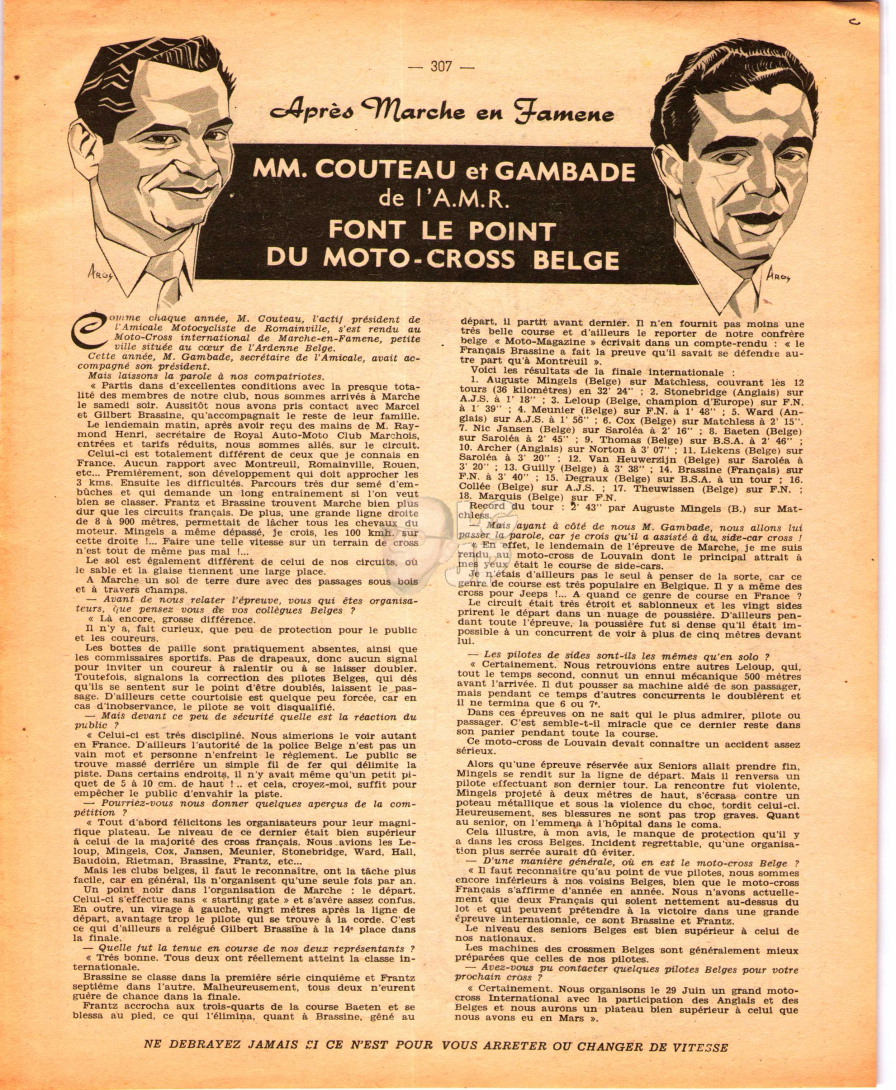 — 307 —
Après Marche en Famene
MM. COUTEAU et GAMBADE
de l'A.M.R.
FONT LE POINT
DU MOTO-CROSS BELGE
AROS
AROS
Comme chaque année, M. Couteau, l'actif président de
l'Amicale Motocycliste de Romainville, s'est rendu au
Moto-Cross international de Marche-en-Famene, petite
ville située au cœur de l'Ardenne Belge.
Cette année, M. Gambade, secrétaire de l'Amicale, avait ac-
compagné son président.
Mais laissons la parole à nos compatriotes.
« Partis dans d'excellentes conditions avec la presque tota-
lité des membres de notre club, nous sommes arrivés à Marche
le samedi soir. Aussitôt nous avons pris contact avec Marcel
et Gilbert Brassine, qu'accompagnait le reste de leur famille.
Le lendemain matin, après avoir reçu des mains de M. Ray-
mond Henri, secrétaire de Royal Auto-Moto Club Marchois,
entrées et tarifs réduits, nous sommes allés, sur le circuit.
Celui-ci est totalement différent de ceux que je connais en
France. Aucun rapport avec Montreuil, Romainville, Rouen,
etc... Premièrement, son développement qui doit approcher les
3 kms. Ensuite les difficultés. Parcours très dur semé d'em-
bûches et qui demande un long entrainement si l'on veut
bien se classer. Frantz et Brassine trouvent Marche bien plus
dur que les circuits français. De plus, une grande ligne droite
de 8 à 900 mètres, permettait de lâcher tous les chevaux du
moteur. Mingels a même dépassé, je crois, les 100 kmh sur
cette droite !... Faire une telle vitesse sur un terrain de cross
n'est tout de même pas mal !...
Le sol est également différent de celui de nos circuits, où
le sable et la glaise tiennent une large place.
A Marche un sol de terre dure avec des passages sous bois
et à travers champs.
— Avant de nous relater l'épreuve, vous qui êtes organisa-
teurs, que pensez vous de vos collègues Belges ?
« Là encore, grosse différence.
Il n'y a, fait curieux, que peu de protection pour le public
et les coureurs.
Les bottes de paille sont pratiquement absentes, ainsi que
les commissaires sportifs. Pas de drapeaux, donc aucun signal
pour inviter un coureur à ralentir ou à se laisser doubler.
Toutefois, signalons la correction des pilotes Belges, qui dès
qu'ils se sentent sur le point d'être doublés, laissent le pas-
sage. D'ailleurs cette courtoisie est quelque peu forcée, car en
cas d'inobservance, le pilote se voit disqualifié.
— Mais devant ce peu de sécurité quelle est la réaction du
public ?
« Celui-ci est très discipliné. Nous aimerions le voir autant
en France. D'ailleurs l'autorité de la police Belge n'est pas un
vain mot et personne n'enfreint le règlement. Le public se
trouve massé derrière un simple fil de fer qui délimite la
piste. Dans certains endroits, il n'y avait même qu'un petit pi-
quet de 5 à 10 cm. de haut ! .. et cela, croyez-moi, suffit pour
empêcher le public d'envahir la piste.
— Pourriez-vous nous donner quelques aperçus de la com-
pétition ?
« Tout d'abord félicitons les organisateurs pour leur magni-
fique plateau. Le niveau de ce dernier était bien supérieur
à celui de la majorité des cross français. Nous avions les Le-
loup, Mingels, Cox, Jansen, Meunier, Stonebridge, Ward, Hall,
Baudoin, Rietman, Brassine, Frantz, etc...
Mais les clubs belges, il faut le reconnaître, ont la tâche plus
facile, car en général, ils n'organisent qu'une seule fois par an.
Un point noir dans l'organisation de Marche : le départ.
Celui-ci s'effectue sans « starting gate » et s'avère assez confus.
En outre, un virage à gauche, vingt mètres après la ligne de
départ, avantage trop le pilote qui se trouve à la corde. C'est
ce qui d'ailleurs a relégué Gilbert Brassine à la 14e place dans
la finale.
— Quelle fut la tenue en course de nos deux représentants ?
« Très bonne. Tous deux ont réellement atteint la classe in-
ternationale.
Brassine se classe dans la première série cinquième et Frantz
septième dans l'autre. Malheureusement, tous deux n'eurent
guère de chance dans la finale.
Frantz accrocha aux trois-quarts de la course Baeten et se
blessa au pied, ce qui l'élimina, quant à Brassine, gêné au
départ, il partit avant dernier. Il n'en fournit pas moins une
très belle course et d'ailleurs le reporter de notre confrère
belge « Moto-Magazine » écrivait dans un compte-rendu : « le
Français Brassine a fait la preuve qu'il savait se défendre au-
tre part qu'à Montreuil ».
Voici les résultats de la finale internationale :
1. Auguste Mingels (Belge) sur Matchless, couvrant les 12
tours (36 kilomètres) en 32' 24" ; 2. Stonebridge (Anglais) sur
A.J.S. à 1' 18" ; 3. Leloup (Belge, champion d'Europe) sur F.N.
à 1' 39" ; 4. Meunier (Belge) sur F.N. à 1' 48" ; 5. Ward (An-
glais) sur A.J.S. à 1' 56" ; 6. Cox (Belge) sur Matchless à 2' 15".
7. Nic Jansen (Belge) sur Saroléa à 2' 16" ; 8. Baeten (Belge)
sur Saroléa à 2' 45" ; 9. Thomas (Belge) sur B.S.A. à 2' 46" ;
10. Archer (Anglais) sur Norton à 3' 07" ; 11. Liekens (Belge) sur
Saroléa à 3' 20" ; 12. Van Heuwerzijn (Belge) sur Saroléa à
3' 20" ; 13. Guilly (Belge) à 3' 38" ; 14. Brassine (Français) sur
F.N. à 3' 40" ; 15. Degraux (Belge) sur B.S.A. à un tour ; 16.
Collée (Belge) sur A.J.S. ; 17. Theuwissen (Belge) sur F.N. ;
18. Marquis (Belge) sur F.N.
Record du tour : 2' 43" par Auguste Mingels (B.) sur Mat-
chless.
— Mais ayant à côté de nous M. Gambade, nous allons lui
passer la parole, car je crois qu'il a assisté à du side-car cross !
« En effet, le lendemain de l'épreuve de Marche, je me suis
rendu au moto-cross de Louvain dont le principal attrait à
mes yeux était le course de side-cars.
Je n'étais d'ailleurs pas le seul à penser de la sorte, car ce
genre de course est très populaire en Belgique. Il y a même des
cross pour Jeeps !... A quand ce genre de course en France ?
Le circuit était très étroit et sablonneux et les vingt sides
prirent le départ dans un nuage de poussière. D'ailleurs pen-
dant toute l'épreuve, la poussière fut si dense qu'il était im-
possible à un concurrent de voir à plus de cinq mètres devant
lui.
— Les pilotes de sides sont-ils les mêmes qu'en solo ?
« Certainement. Nous retrouvions entre autres Leloup, qui,
tout le temps second, connut un ennui mécanique 500 mètres
avant l'arrivée. Il dut pousser sa machine aidé de son passager,
mais pendant ce temps d'autres concurrents le doublèrent et
il ne termina que 6 ou 7e.
Dans ces épreuves on ne sait qui le plus admirer, pilote ou
passager. C'est semble-t-il miracle que ce dernier reste dans
son panier pendant toute la course.
Ce moto-cross de Louvain devait connaître un accident assez
sérieux.
Alors qu'une épreuve réservée aux Seniors allait prendre fin,
Mingels se rendit sur la ligne de départ. Mais il renversa un
pilote effectuant son dernier tour. La rencontre fut violente,
Mingels projeté à deux mètres de haut, s'écrasa contre un
poteau métallique et sous la violence du choc, tordit celui-ci.
Heureusement, ses blessures ne sont pas trop graves. Quant
au senior, on l'emmena à l'hôpital dans le coma.
Cela illustre, à mon avis, le manque de protection qu'il y
a dans les cross Belges. Incident regrettable, qu'une organisa-
tion plus serrée aurait dû éviter.
— D'une manière générale, où en est le moto-cross Belge ?
« Il faut reconnaître qu'au point de vue pilotes, nous sommes
encore inférieurs à nos voisins Belges, bien que le moto-cross
Français s'affirme d'année en année. Nous n'avons actuelle-
ment que deux Français qui soient nettement au-dessus du
lot et qui peuvent prétendre à la victoire dans une grande
épreuve internationale, ce sont Brassine et Frantz.
Le niveau des seniors Belges est bien supérieur à celui de
nos nationaux.
Les machines des crossmen Belges sont généralement mieux
préparées que celles de nos pilotes.
— Avez-vous pu contacter quelques pilotes Belges pour votre
prochain cross ?
« Certainement. Nous organisons le 29 Juin un grand moto-
cross International avec la participation des Anglais et des
Belges et nous aurons un plateau bien supérieur à celui que
nous avons eu en Mars ».
NE DEBRAYEZ JAMAIS SI CE N'EST POUR VOUS ARRETER OU CHANGER DE VITESSE